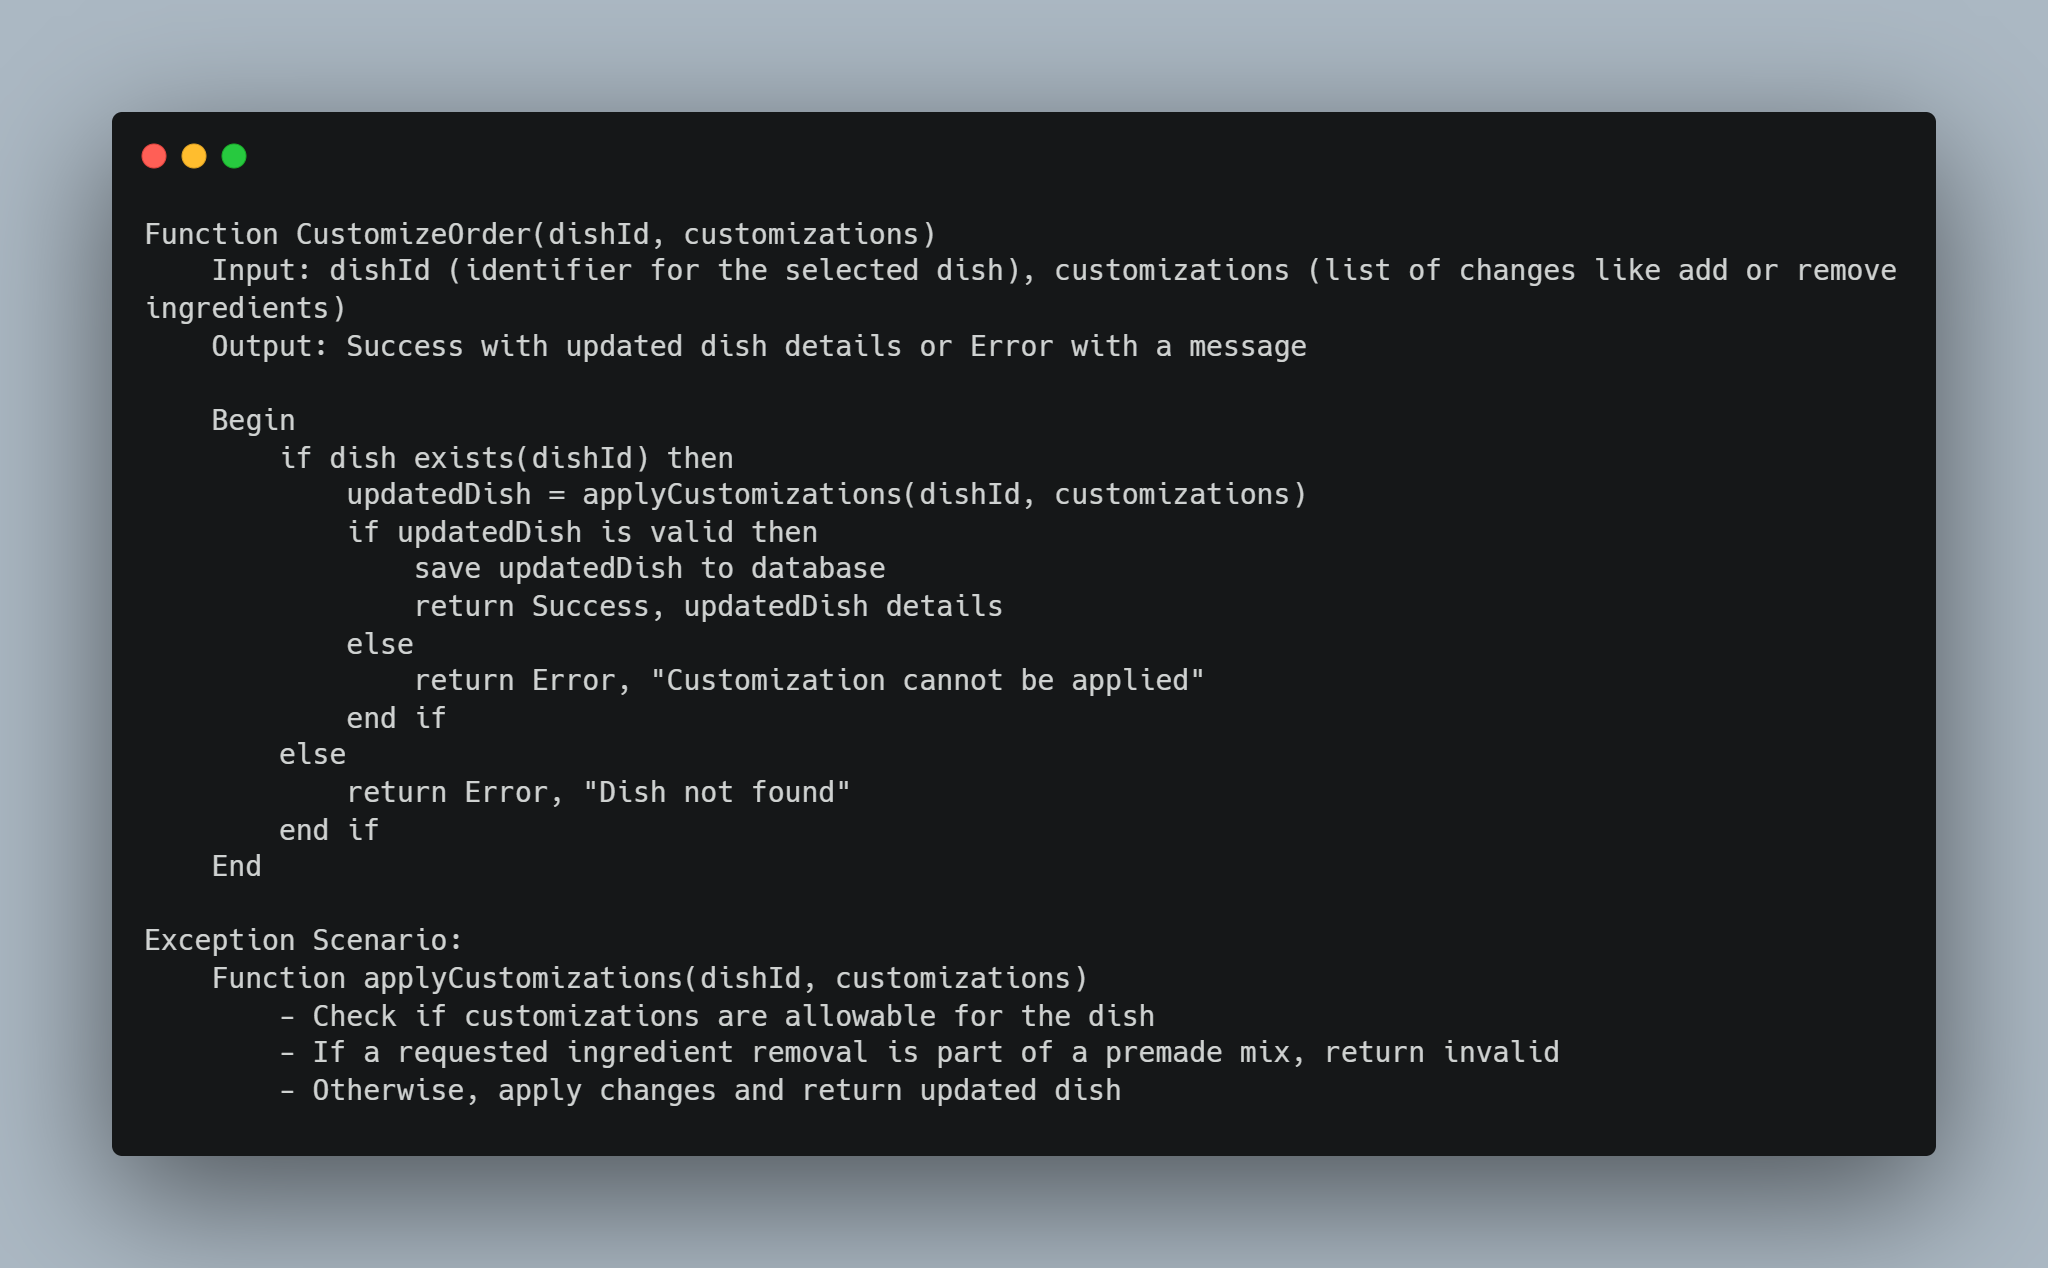 Function CustomizeOrder(dishId, customizations)
    Input: dishId (identifier for the selected dish), customizations (list of changes like add or remove
ingredients)
    Output: Success with updated dish details or Error with a message

    Begin
        if dish exists(dishId) then
            updatedDish = applyCustomizations(dishId, customizations)
            if updatedDish is valid then
                save updatedDish to database
                return Success, updatedDish details
            else
                return Error, "Customization cannot be applied"
            end if
        else
            return Error, "Dish not found"
        end if
    End

Exception Scenario:
    Function applyCustomizations(dishId, customizations)
        - Check if customizations are allowable for the dish
        - If a requested ingredient removal is part of a premade mix, return invalid
        - Otherwise, apply changes and return updated dish